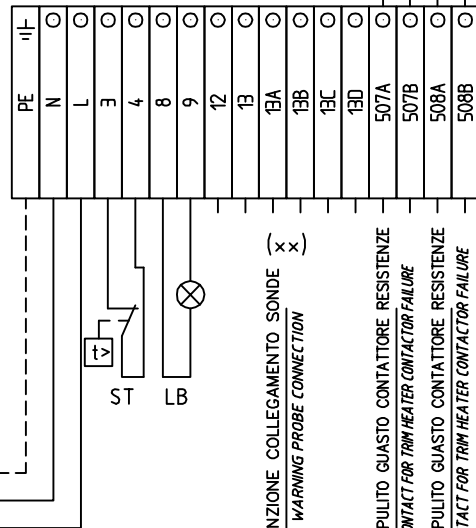 PE
N
L
3
4
8
9
12
13
13A
13B
13C
13D
507A
507B
508A
508B
t>
ST
LB
NZIONE COLLEGAMENTO SONDE (xx)
WARNING PROBE CONNECTION
PULITO GUASTO CONTATTORE RESISTENZE
ONTACT FOR TRIM HEATER CONTACTOR FAILURE
PULITO GUASTO CONTATTORE RESISTENZE
TACT FOR TRIM HEATER CONTACTOR FAILURE